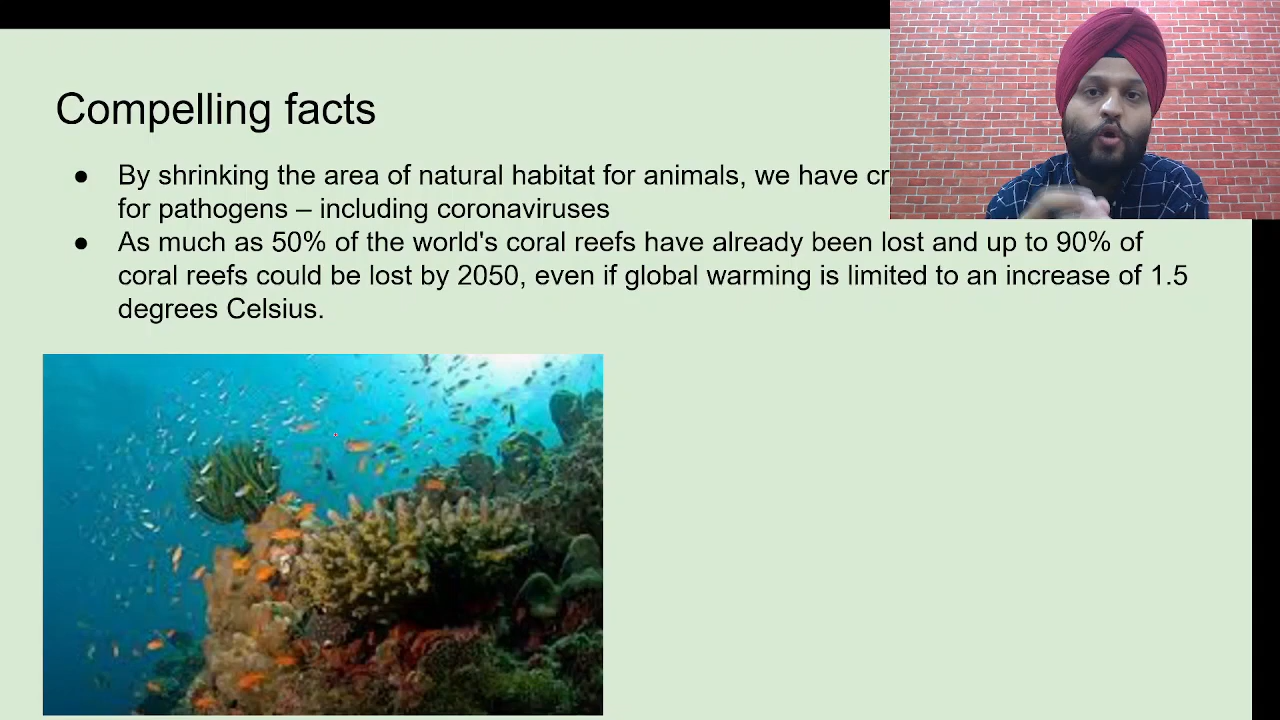 Compelling facts
● By shrinking the area of natural habitat for animals, we have cr
for pathogens – including coronaviruses
● As much as 50% of the world's coral reefs have already been lost and up to 90% of
coral reefs could be lost by 2050, even if global warming is limited to an increase of 1.5
degrees Celsius.